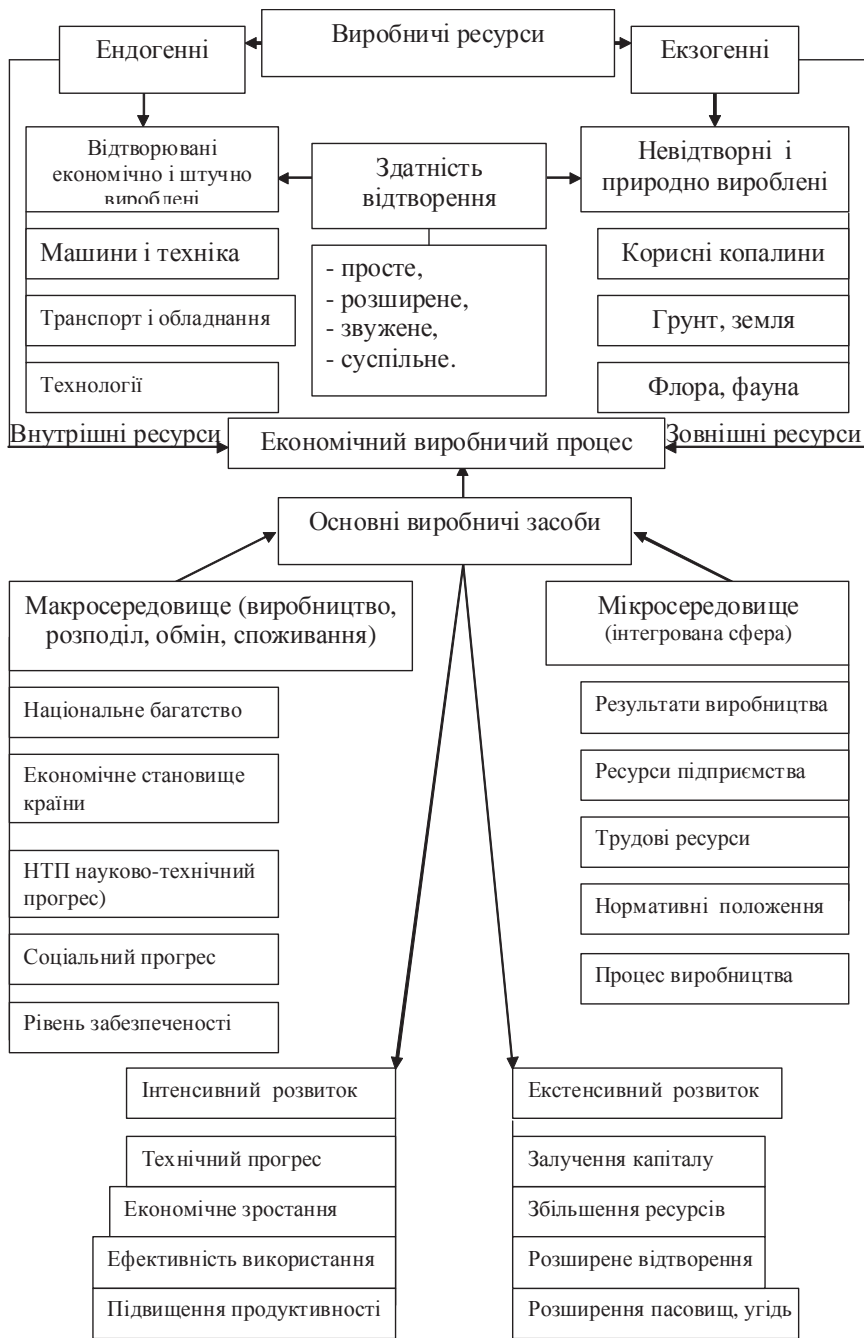 Виробничі ресурси
Ендогенні
Екзогенні
Відтворювані
економічно і штучно
вироблені
Здатність
відтворення
Невідтворні і
природно вироблені
Машини і техніка
Транспорт і обладнання
Технології
- просте,
- розширене,
- звужене,
- суспільне.
Корисні копалини
Грунт, земля
Флора, фауна
Внутрішні ресурси
Економічний виробничий процес
Зовнішні ресурси
Основні виробничі засоби
Макросередовище (виробництво,
розподіл, обмін, споживання)
Мікросередовище
(інтегрована сфера)
Національне багатство
Економічне становище
країни
НТП науково-технічний
прогрес)
Соціальний прогрес
Рівень забезпеченості
Результати виробництва
Ресурси підприємства
Трудові ресурси
Нормативні положення
Процес виробництва
Інтенсивний розвиток
Технічний прогрес
Економічне зростання
Ефективність використання
Підвищення продуктивності
Екстенсивний розвиток
Залучення капіталу
Збільшення ресурсів
Розширене відтворення
Розширення пасовищ, угідь